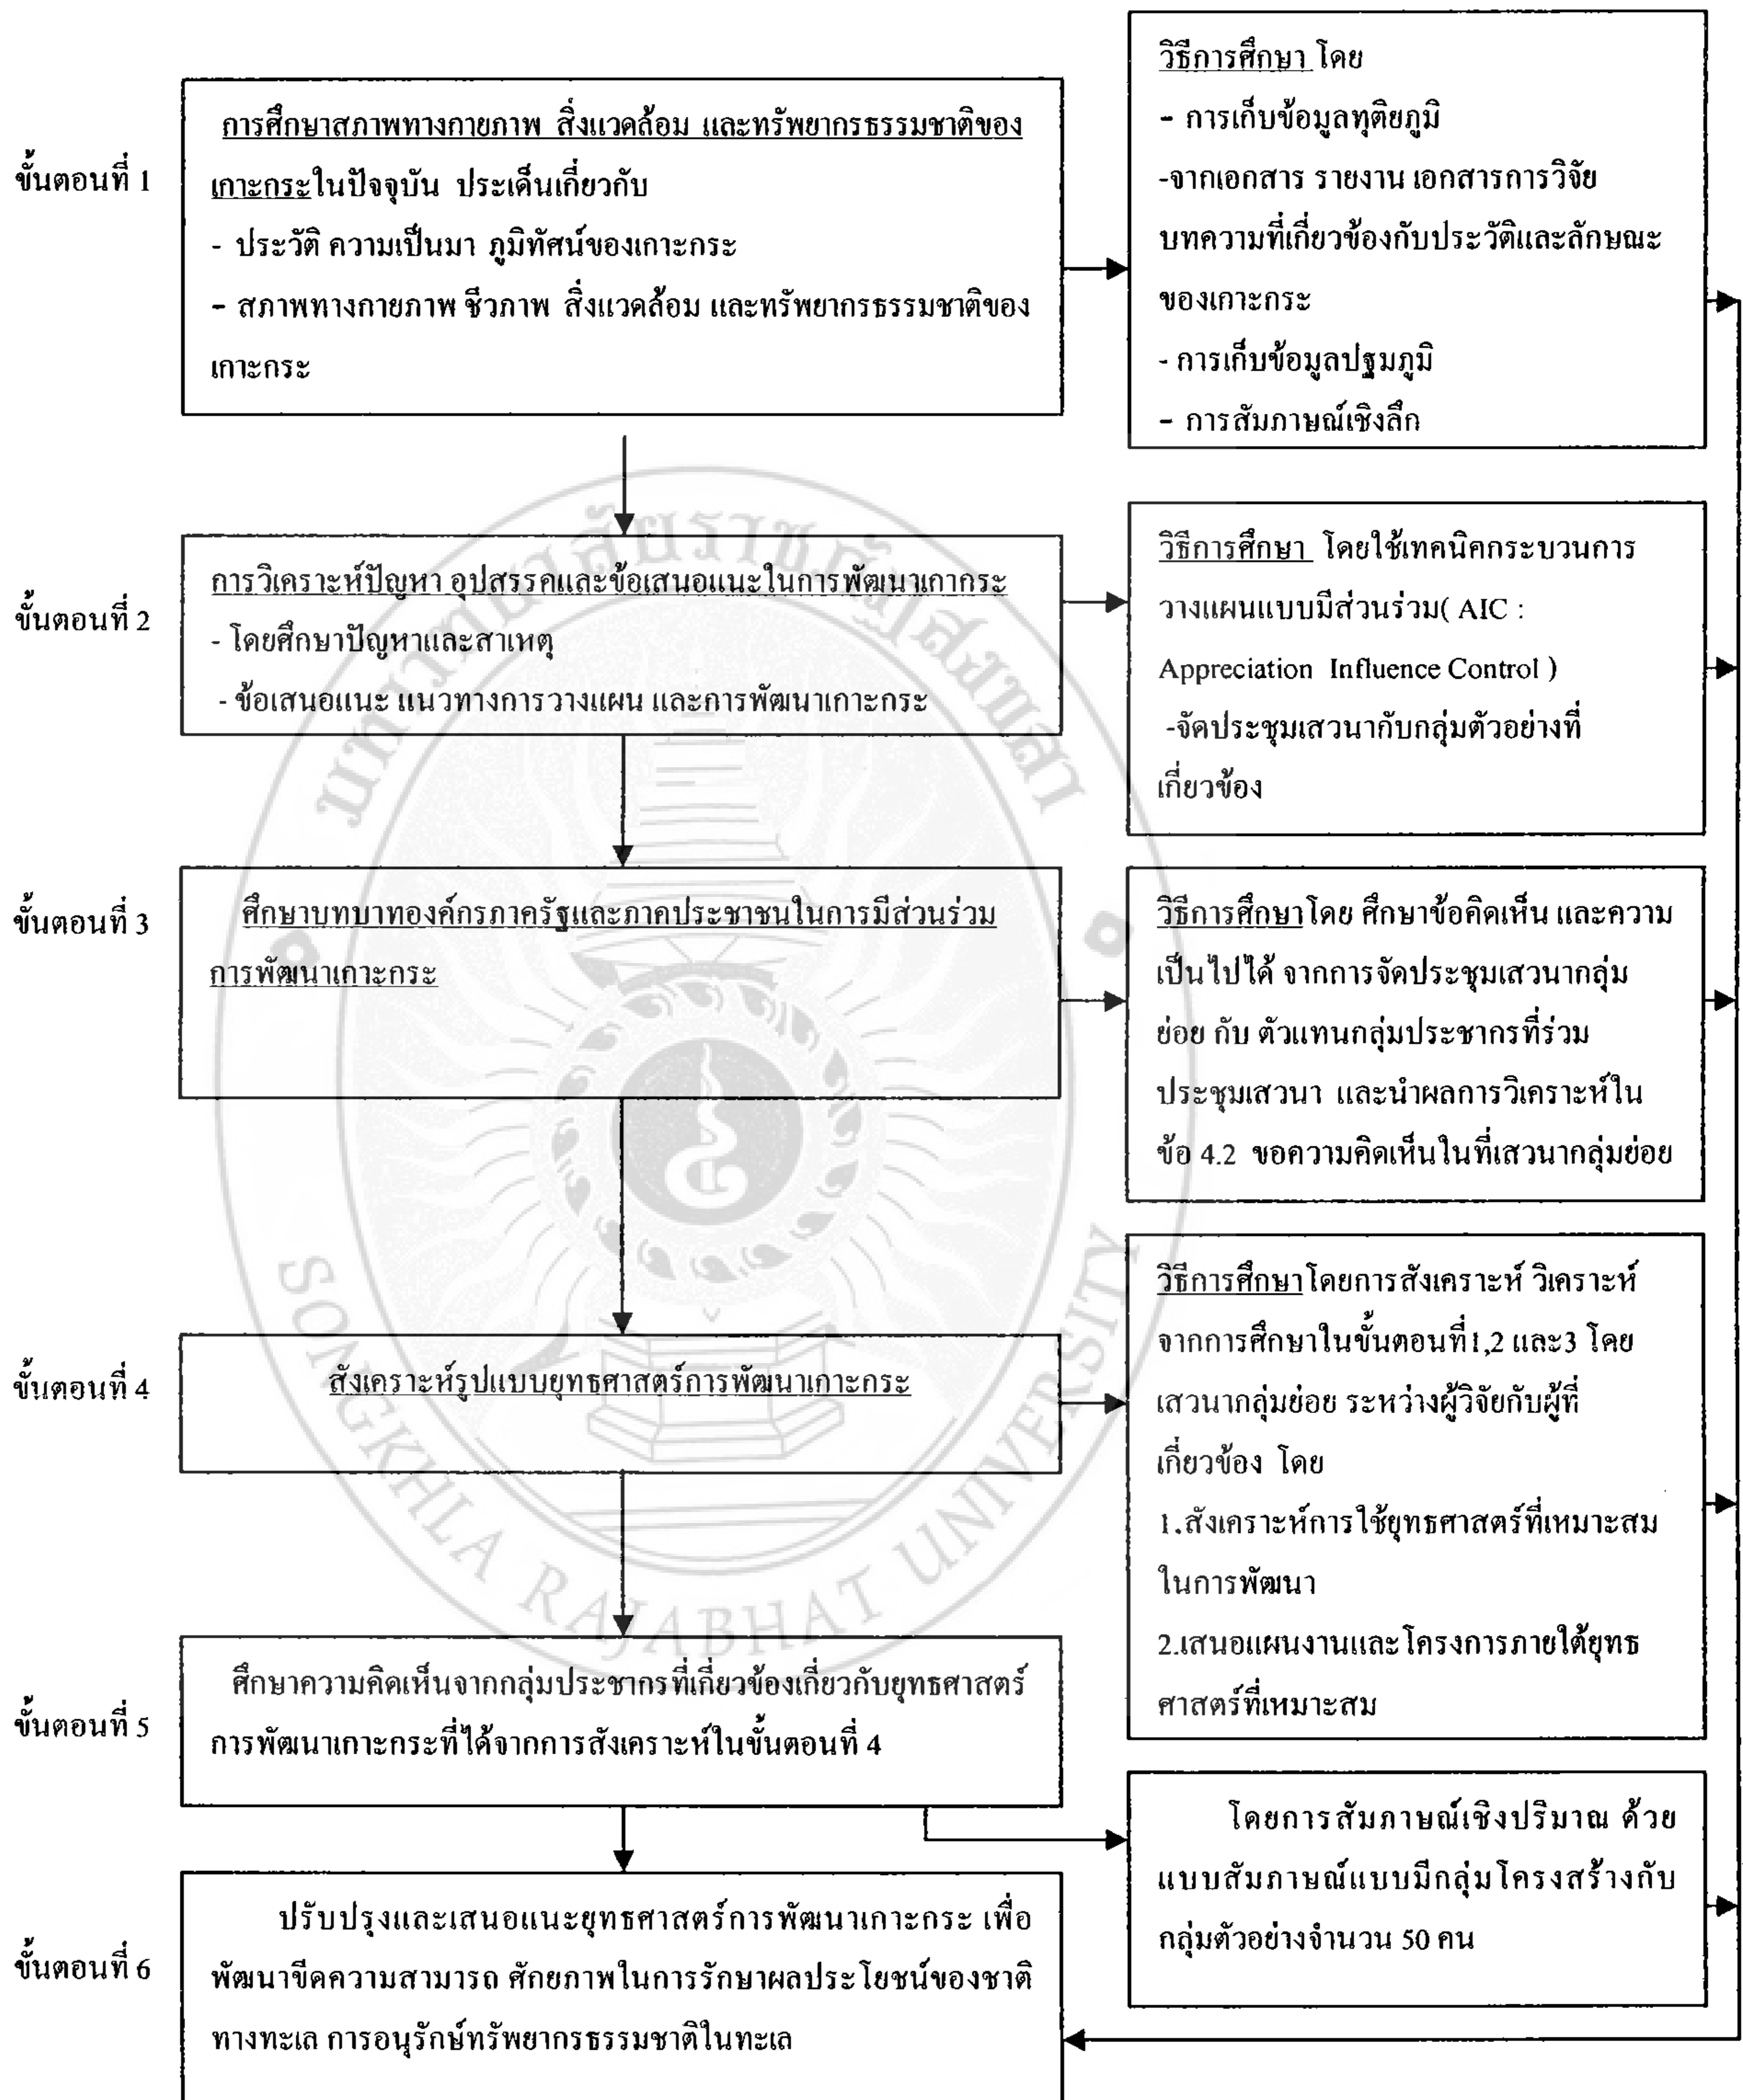 ขั้นตอนที่ 1
การศึกษาสภาพทางกายภาพ สิ่งแวดล้อม และทรัพยากรธรรมชาติของ
เกาะกระในปัจจุบัน ประเด็นเกี่ยวกับ
- ประวัติ ความเป็นมา ภูมิทัศน์ของเกาะกระ
- สภาพทางกายภาพ ชีวภาพ สิ่งแวดล้อม และทรัพยากรธรรมชาติของ
เกาะกระ
วิธีการศึกษา โดย
- การเก็บข้อมูลทุติยภูมิ
-จากเอกสาร รายงาน เอกสารการวิจัย
บทความที่เกี่ยวข้องกับประวัติและลักษณะ
ของเกาะกระ
- การเก็บข้อมูลปฐมภูมิ
- การสัมภาษณ์เชิงลึก
ขั้นตอนที่ 2
การวิเคราะห์ปัญหา อุปสรรคและข้อเสนอแนะในการพัฒนาเกากระ
- โดยศึกษาปัญหาและสาเหตุ
- ข้อเสนอแนะ แนวทางการวางแผน และการพัฒนาเกาะกระ
วิธีการศึกษา โดยใช้เทคนิคกระบวนการ
วางแผนแบบมีส่วนร่วม( AIC :
Appreciation Influence Control )
-จัดประชุมเสวนากับกลุ่มตัวอย่างที่
เกี่ยวข้อง
ขั้นตอนที่ 3
ศึกษาบทบาทองค์กรภาครัฐและภาคประชาชนในการมีส่วนร่วม
การพัฒนาเกาะกระ
วิธีการศึกษาโดย ศึกษาข้อคิดเห็น และความ
เป็นไปได้ จากการจัดประชุมเสวนากลุ่ม
ย่อย กับ ตัวแทนกลุ่มประชากรที่ร่วม
ประชุมเสวนา และนำผลการวิเคราะห์ใน
ข้อ 4.2 ขอความคิดเห็นในที่เสวนากลุ่มย่อย
ขั้นตอนที่ 4
สังเคราะห์รูปแบบยุทธศาสตร์การพัฒนาเกาะกระ
วิธีการศึกษาโดยการสังเคราะห์ วิเคราะห์
จากการศึกษาในขั้นตอนที่1,2 และ3 โดย
เสวนากลุ่มย่อย ระหว่างผู้วิจัยกับผู้ที่
เกี่ยวข้อง โดย
1.สังเคราะห์การใช้ยุทธศาสตร์ที่เหมาะสม
ในการพัฒนา
2.เสนอแผนงานและโครงการภายใต้ยุทธ
ศาสตร์ที่เหมาะสม
ขั้นตอนที่ 5
ศึกษาความคิดเห็นจากกลุ่มประชากรที่เกี่ยวข้องเกี่ยวกับยุทธศาสตร์
การพัฒนาเกาะกระที่ได้จากการสังเคราะห์ในขั้นตอนที่ 4
โดยการสัมภาษณ์เชิงปริมาณ ด้วย
แบบสัมภาษณ์แบบมีกลุ่มโครงสร้างกับ
กลุ่มตัวอย่างจำนวน 50 คน
ขั้นตอนที่ 6
ปรับปรุงและเสนอแนะยุทธศาสตร์การพัฒนาเกาะกระ เพื่อ
พัฒนาขีดความสามารถ ศักยภาพในการรักษาผลประโยชน์ของชาติ
ทางทะเล การอนุรักษ์ทรัพยากรธรรมชาติในทะเล
มหาวิทยาลัยราชภัฏสงขลา
SONGKHLA RAJABHAT UNIVERSITY